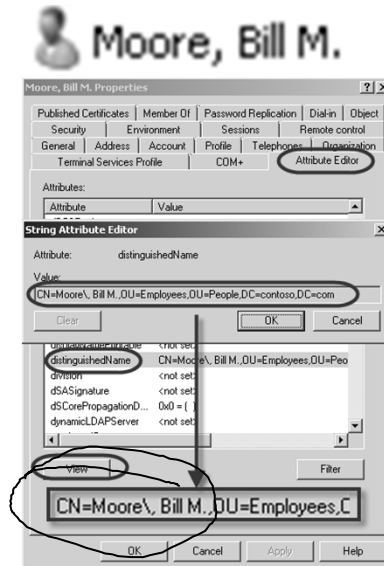 Moore, Bill M.
Moore, Bill M. Properties
Published Certificates Member Of Password Replication Dial-in Object
Security Environment Sessions Remote control
General Address Account Profile Telephones Organization
Terminal Services Profile COM+ Attribute Editor
Attributes:
Attribute Value
String Attribute Editor
Attribute: distinguishedName
Value:
CN=Moore\, Bill M.,OU=Employees,OU=People,DC=contoso,DC=com
Clear OK Cancel
<not set>
distinguishedName CN=Moore\, Bill M.,OU=Employees,OU=Peo
division <not set>
dSASignature <not set>
dSCorePropagationD... 0x0 = ( )
dynamicLDAPServer <not set>
View Filter
CN=Moore\, Bill M.,OU=Employees,C
OK Cancel Apply Help